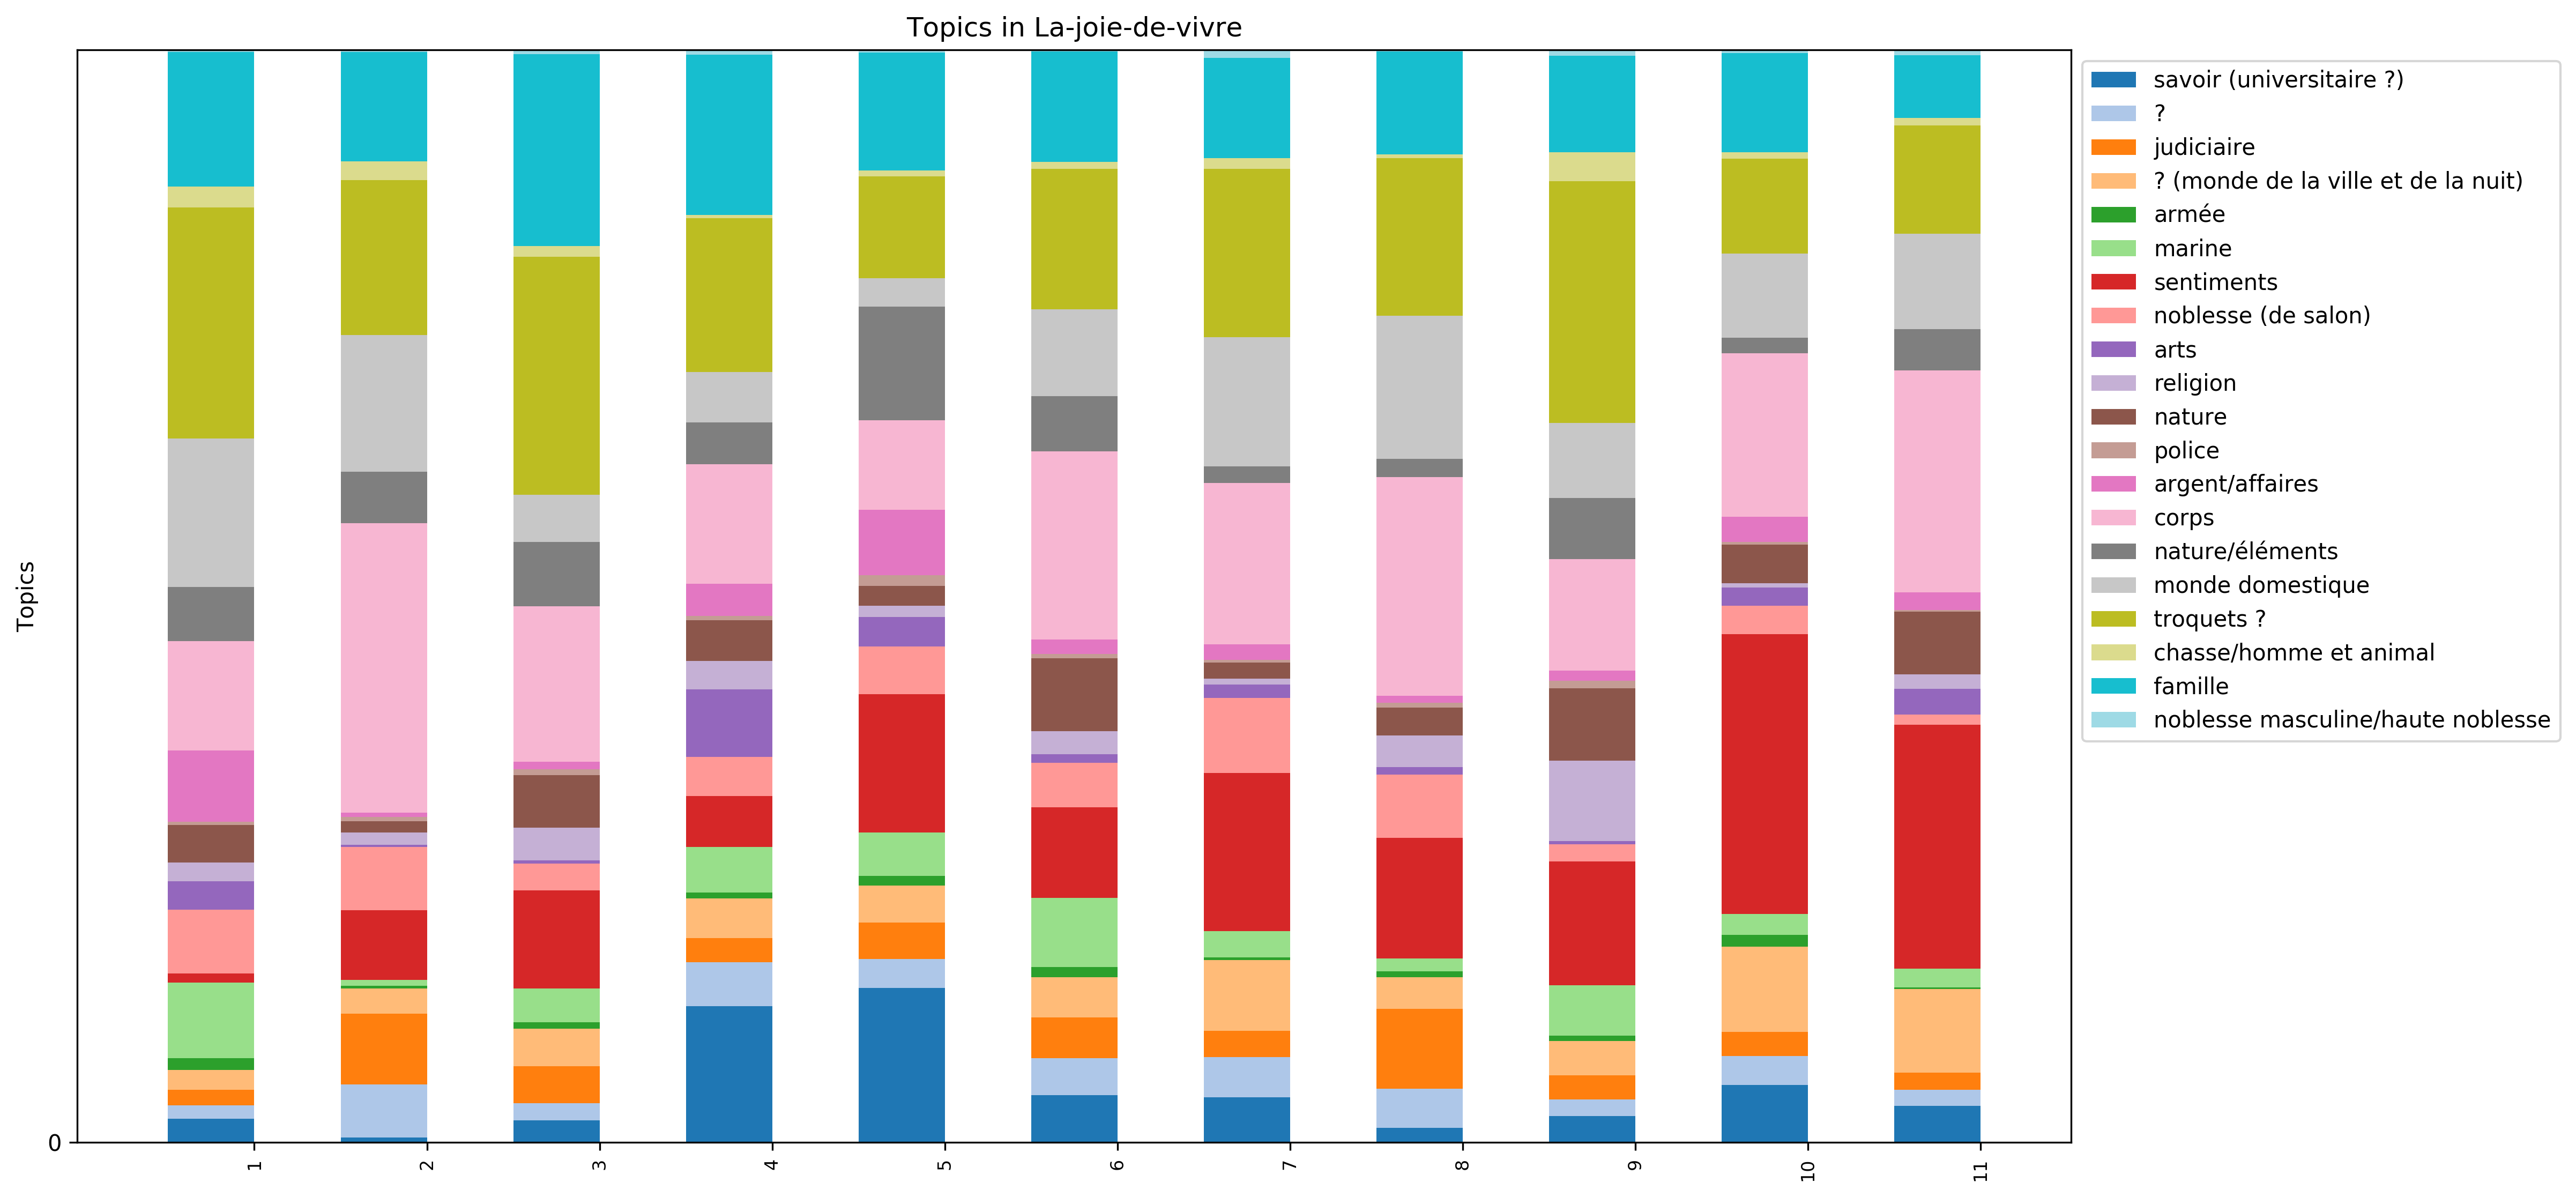 Topics in La-joie-de-vivre
Topics
0
1
2
3
4
5
6
7
8
9
10
11
savoir (universitaire ?)
?
judiciaire
? (monde de la ville et de la nuit)
armée
marine
sentiments
noblesse (de salon)
arts
religion
nature
police
argent/affaires
corps
nature/éléments
monde domestique
troquets ?
chasse/homme et animal
famille
noblesse masculine/haute noblesse